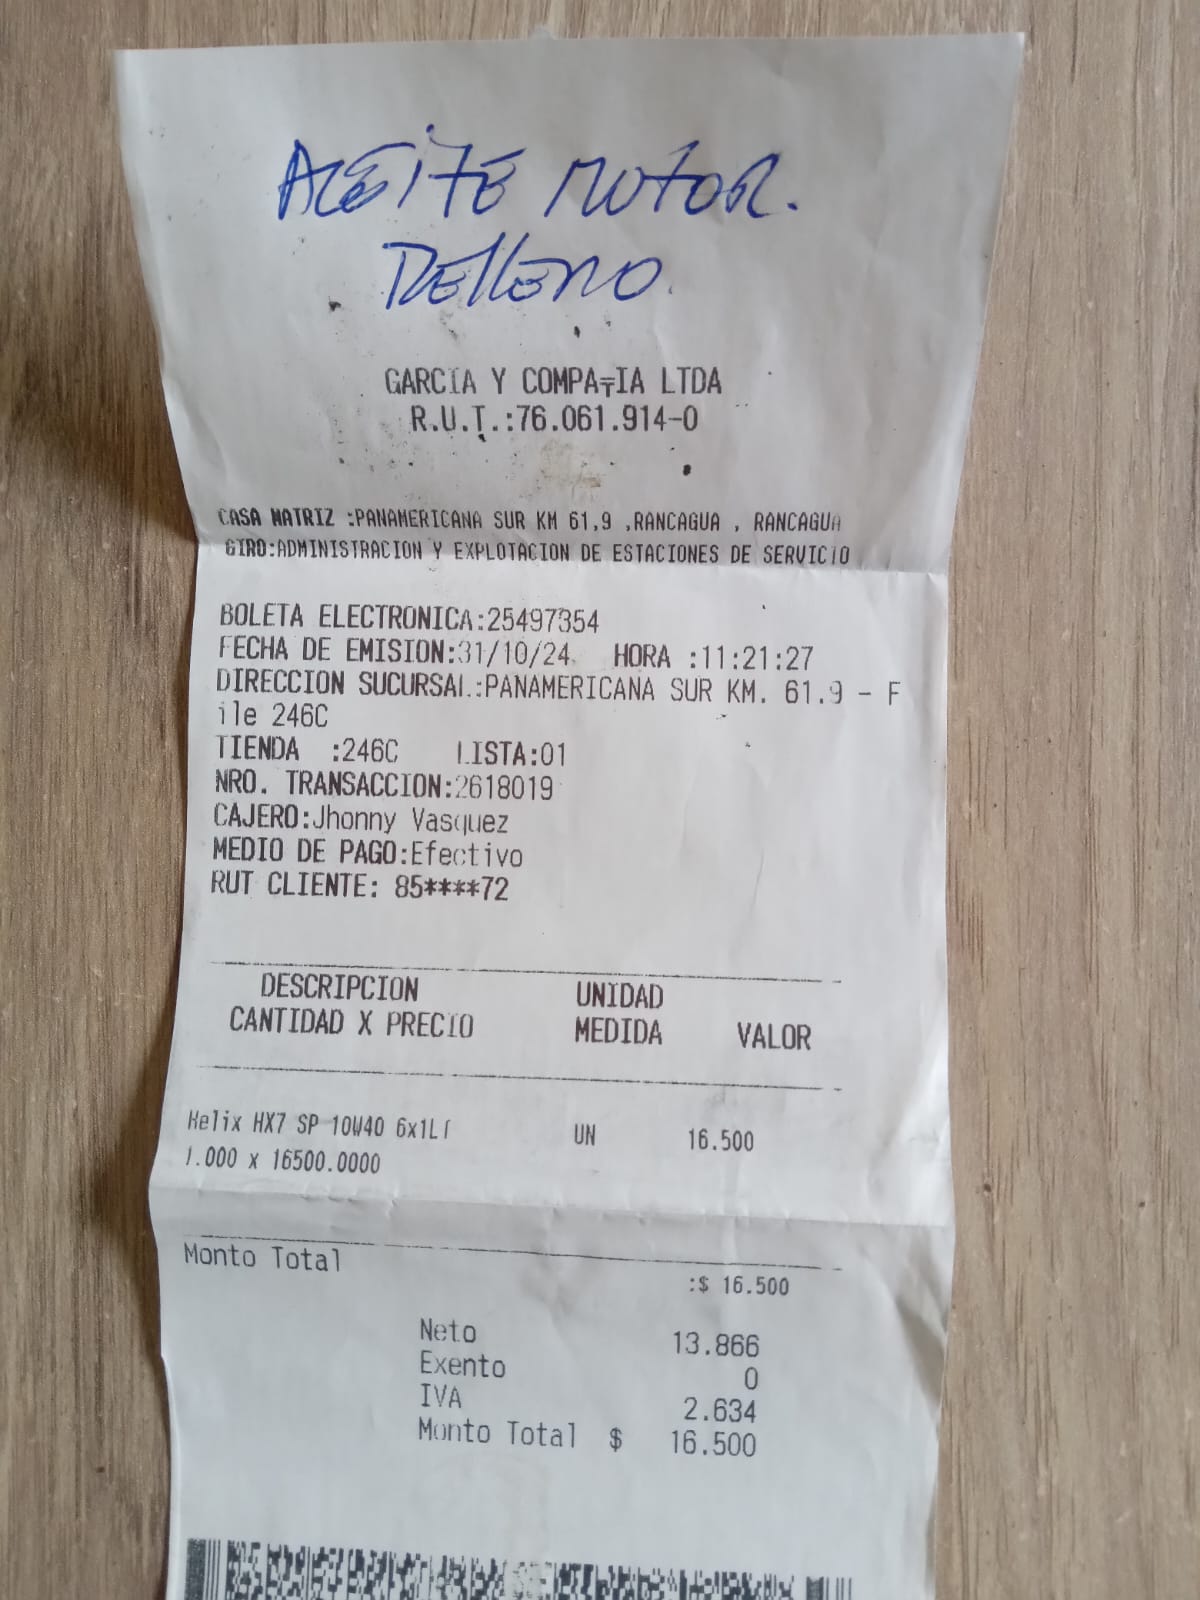 ACEITE MOTOR.
RELLENO.
GARCIA Y COMPA╤IA LTDA
R.U.T.:76.061.914-0
CASA MATRIZ :PANAMERICANA SUR KM 61,9 ,RANCAGUA , RANCAGUA
GIRO:ADMINISTRACION Y EXPLOTACION DE ESTACIONES DE SERVICIO
BOLETA ELECTRONICA:25497354
FECHA DE EMISION:31/10/24 HORA :11:21:27
DIRECCION SUCURSAL:PANAMERICANA SUR KM. 61.9 - F
ile 246C
TIENDA :246C LISTA:01
NRO. TRANSACCION:2618019
CAJERO:Jhonny Vasquez
MEDIO DE PAGO:Efectivo
RUT CLIENTE: 85****72
DESCRIPCION UNIDAD
CANTIDAD X PRECIO MEDIDA VALOR
Helix HX7 SP 10W40 6x1L UN 16.500
1.000 x 16500.0000
Monto Total
:$ 16.500
Neto 13.866
Exento 0
IVA 2.634
Monto Total $ 16.500